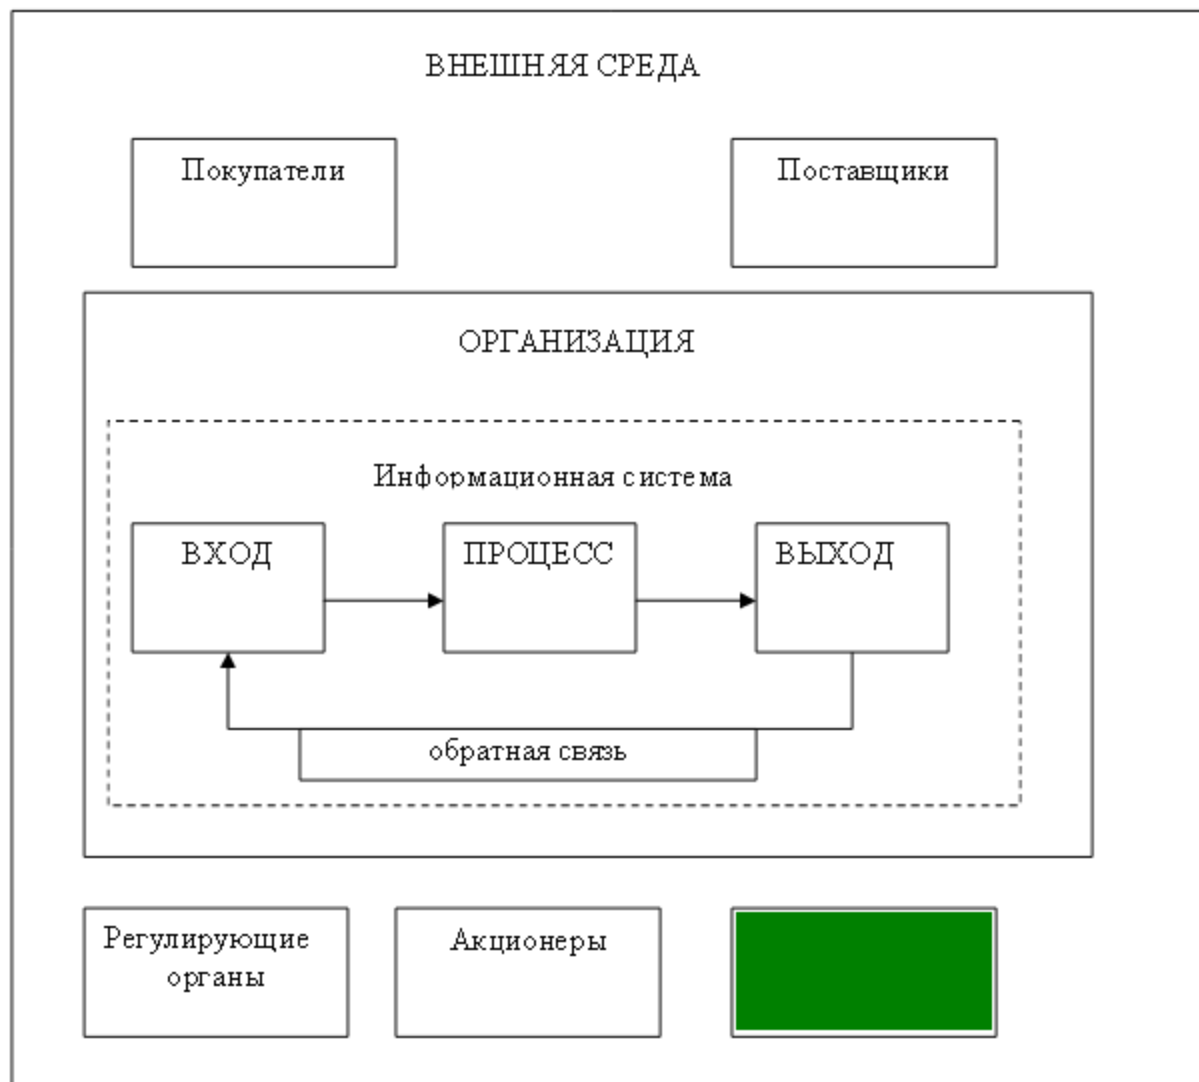 ВНЕШНЯЯ СРЕДА
Покупатели
Поставщики
ОРГАНИЗАЦИЯ
Информационная система
ВХОД
ПРОЦЕСС
ВЫХОД
обратная связь
Регулирующие
органы
Акционеры